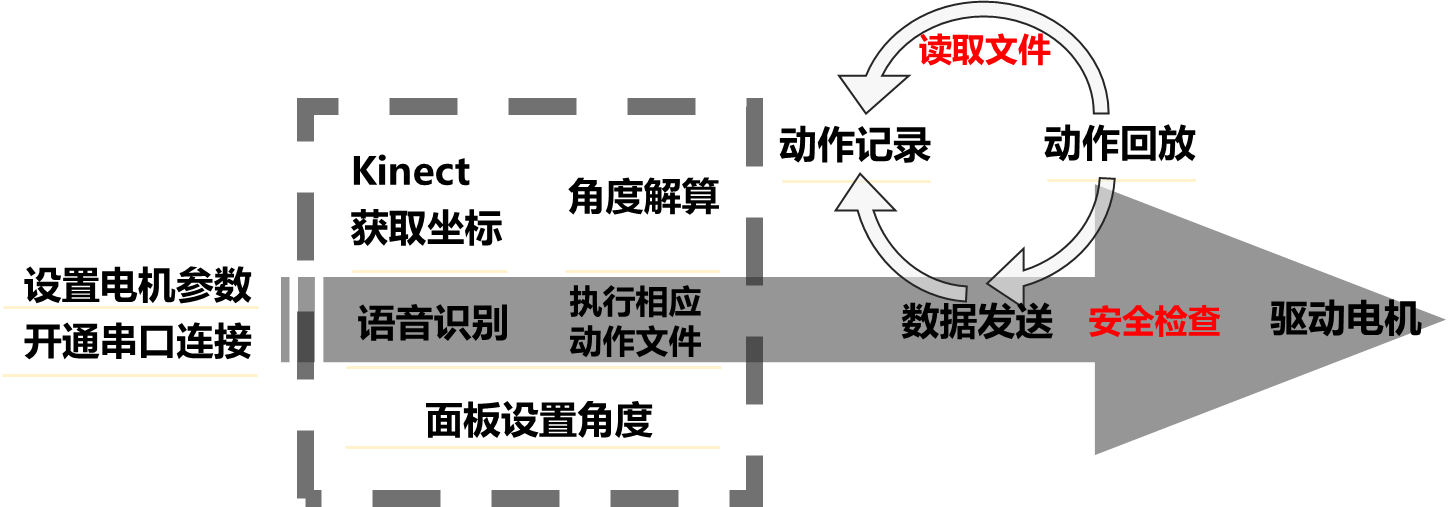 设置电机参数
开通串口连接
Kinect
获取坐标
角度解算
语音识别
执行相应
动作文件
面板设置角度
读取文件
动作记录
动作回放
数据发送
安全检查
驱动电机